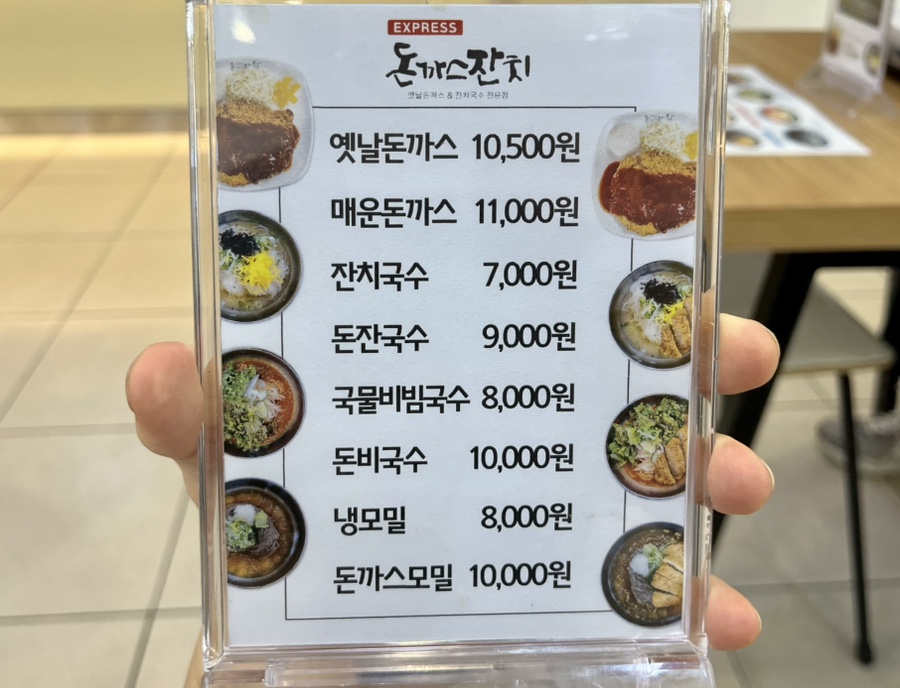 EXPRESS
돈까스잔치
옛날돈까스 & 잔치국수 전문점
옛날돈까스 10,500원
매운돈까스 11,000원
잔치국수 7,000원
돈잔국수 9,000원
국물비빔국수 8,000원
돈비국수 10,000원
냉모밀 8,000원
돈까스모밀 10,000원